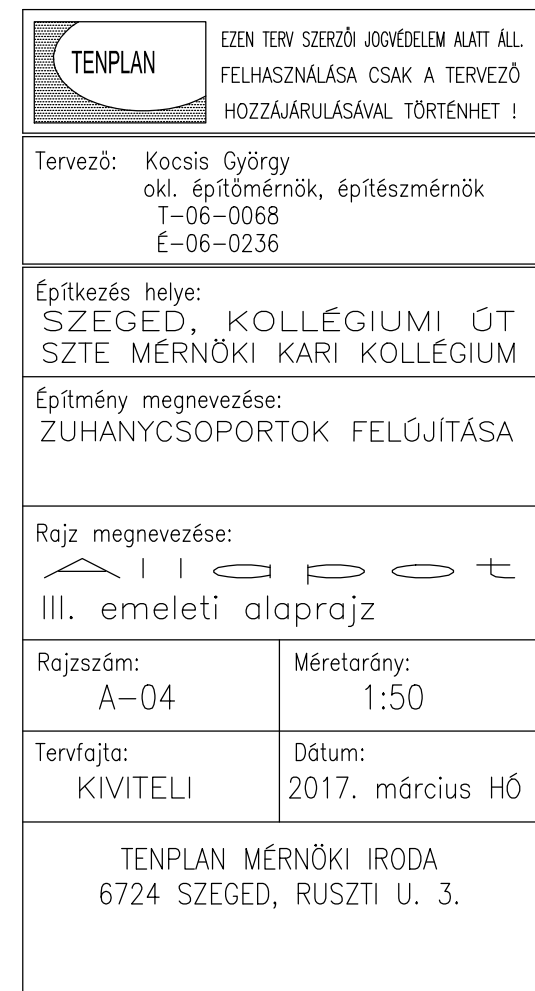 TENPLAN
EZEN TERV SZERZŐI JOGVÉDELEM ALATT ÁLL.
FELHASZNÁLÁSA CSAK A TERVEZŐ
HOZZÁJÁRULÁSÁVAL TÖRTÉNHET !
Tervező: Kocsis György
okl. építőmérnök, építészmérnök
T-06-0068
É-06-0236
Építkezés helye:
SZEGED, KOLLÉGIUMI ÚT
SZTE MÉRNÖKI KARI KOLLÉGIUM
Építmény megnevezése:
ZUHANYCSOPORTOK FELÚJÍTÁSA
Rajz megnevezése:
Allapot
III. emeleti alaprajz
Rajzszám:
A-04
Méretarány:
1:50
Tervfajta:
KIVITELI
Dátum:
2017. március HÓ
TENPLAN MÉRNÖKI IRODA
6724 SZEGED, RUSZTI U. 3.